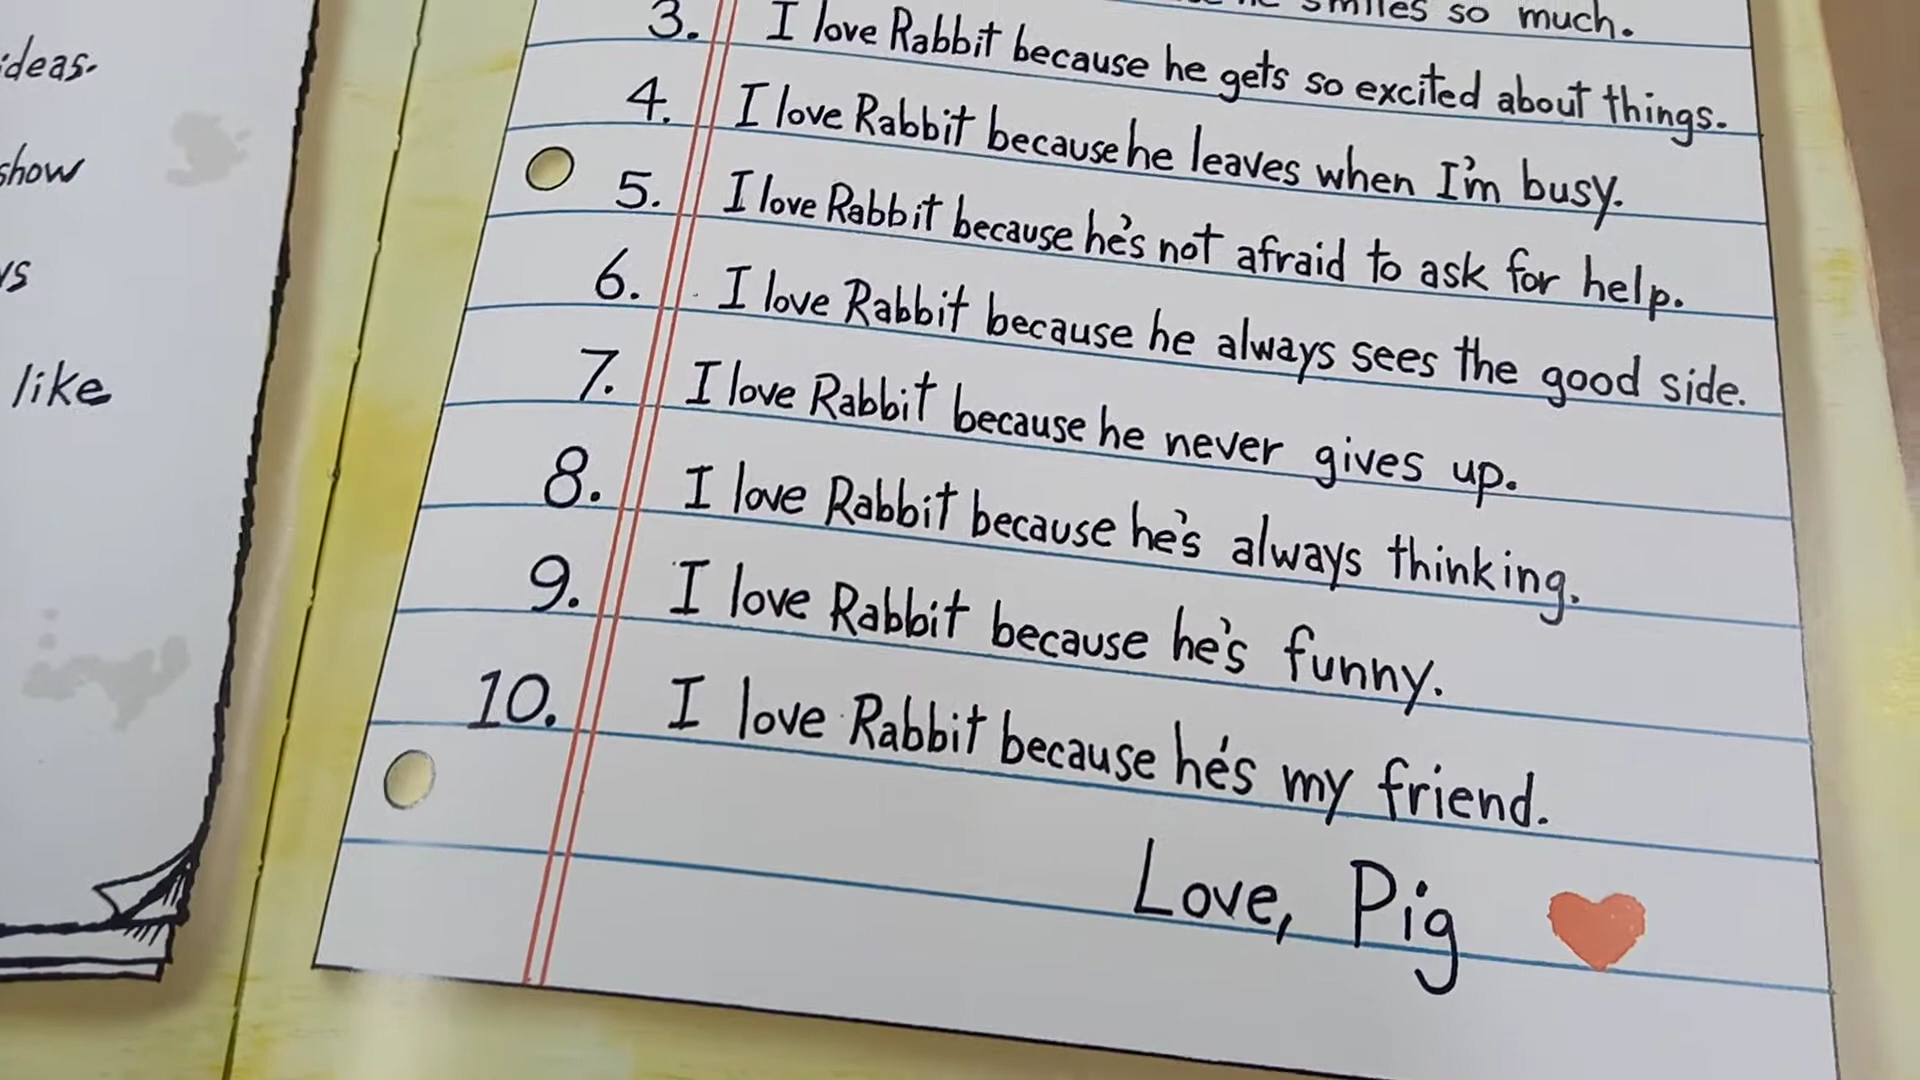 ideas.
show
like
smiles so much.
3. I love Rabbit because he gets so excited about things.
4. I love Rabbit because he leaves when I'm busy.
5. I love Rabbit because he's not afraid to ask for help.
6. I love Rabbit because he always sees the good side.
7. I love Rabbit because he never gives up.
8. I love Rabbit because he's always thinking.
9. I love Rabbit because he's funny.
10. I love Rabbit because he's my friend.
Love, Pig